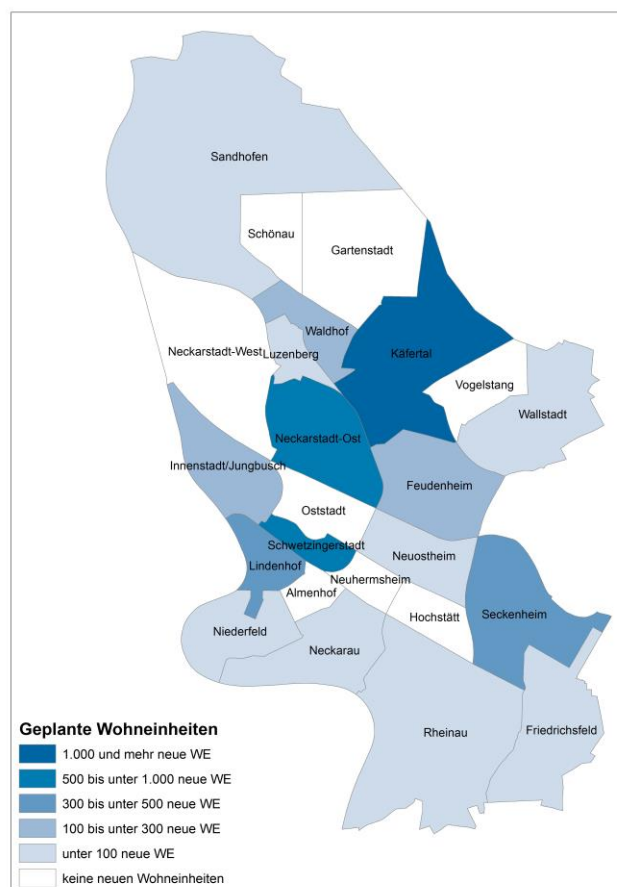 Sandhofen
Schönau
Gartenstadt
Waldhof
Neckarstadt-West
Luzenberg
Käfertal
Vogelstang
Wallstadt
Neckarstadt-Ost
Innenstadt/Jungbusch
Feudenheim
Oststadt
Schwetzingerstadt
Neuostheim
Lindenhof
Neuhermsheim
Almenhof
Hochstätt
Seckenheim
Niederfeld
Neckarau
Rheinau
Friedrichsfeld
Geplante Wohneinheiten
1.000 und mehr neue WE
500 bis unter 1.000 neue WE
300 bis unter 500 neue WE
100 bis unter 300 neue WE
unter 100 neue WE
keine neuen Wohneinheiten